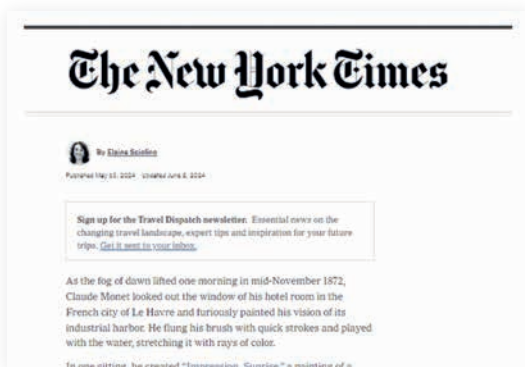 The New York Times
By Elaine Sciolino
Published May 13, 2024 Updated June 8, 2024
Sign up for the Travel Dispatch newsletter. Essential news on the
changing travel landscape, expert tips and inspiration for your future
trips. Get it sent to your inbox.
As the fog of dawn lifted one morning in mid-November 1872,
Claude Monet looked out the window of his hotel room in the
French city of Le Havre and furiously painted his vision of its
industrial harbor. He flung his brush with quick strokes and played
with the water, stretching it with rays of color.
In one sitting, he created "Impression, Sunrise," a painting of a